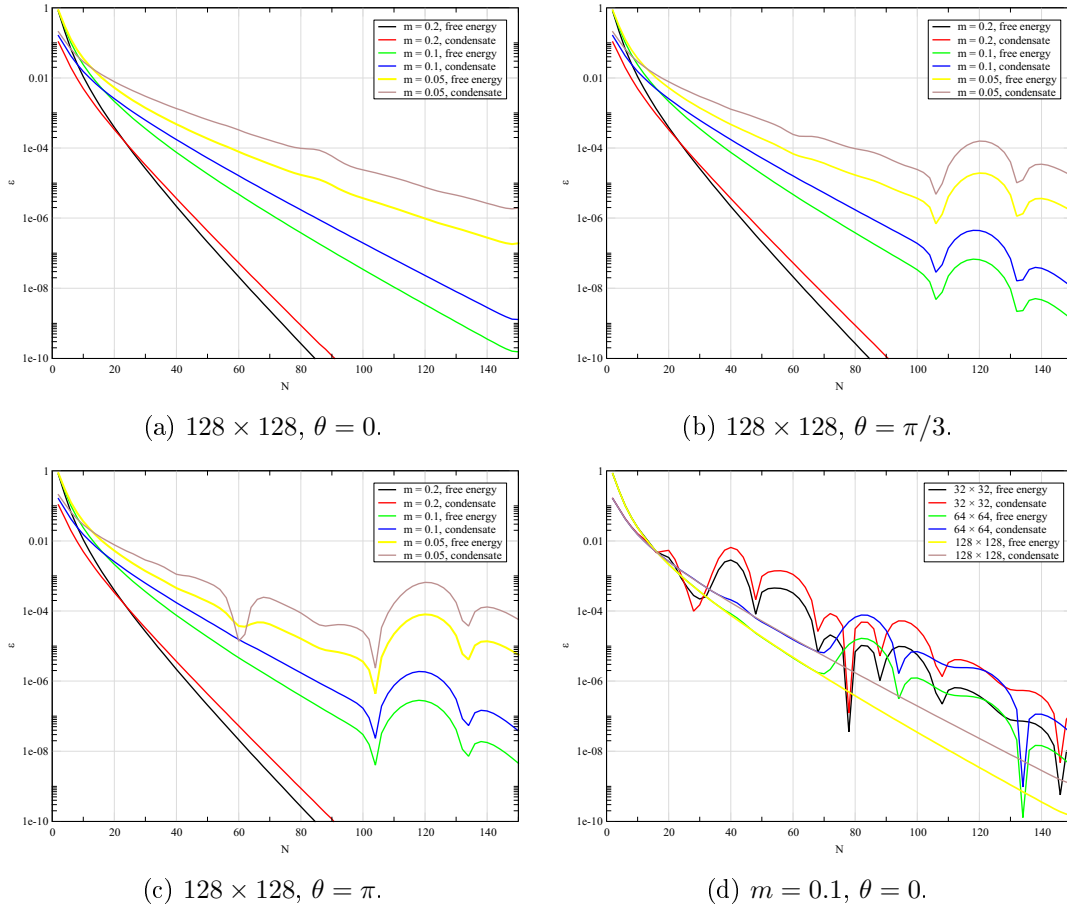 1
0.01
1e-04
1e-06
1e-08
1e-10
ε
0 20 40 60 80 100 120 140
N
m = 0.2, free energy
m = 0.2, condensate
m = 0.1, free energy
m = 0.1, condensate
m = 0.05, free energy
m = 0.05, condensate
(a) 128 × 128, θ = 0.
1
0.01
1e-04
1e-06
1e-08
1e-10
ε
0 20 40 60 80 100 120 140
N
m = 0.2, free energy
m = 0.2, condensate
m = 0.1, free energy
m = 0.1, condensate
m = 0.05, free energy
m = 0.05, condensate
(b) 128 × 128, θ = π/3.
1
0.01
1e-04
1e-06
1e-08
1e-10
ε
0 20 40 60 80 100 120 140
N
m = 0.2, free energy
m = 0.2, condensate
m = 0.1, free energy
m = 0.1, condensate
m = 0.05, free energy
m = 0.05, condensate
(c) 128 × 128, θ = π.
1
0.01
1e-04
1e-06
1e-08
1e-10
ε
0 20 40 60 80 100 120 140
N
32 × 32, free energy
32 × 32, condensate
64 × 64, free energy
64 × 64, condensate
128 × 128, free energy
128 × 128, condensate
(d) m = 0.1, θ = 0.